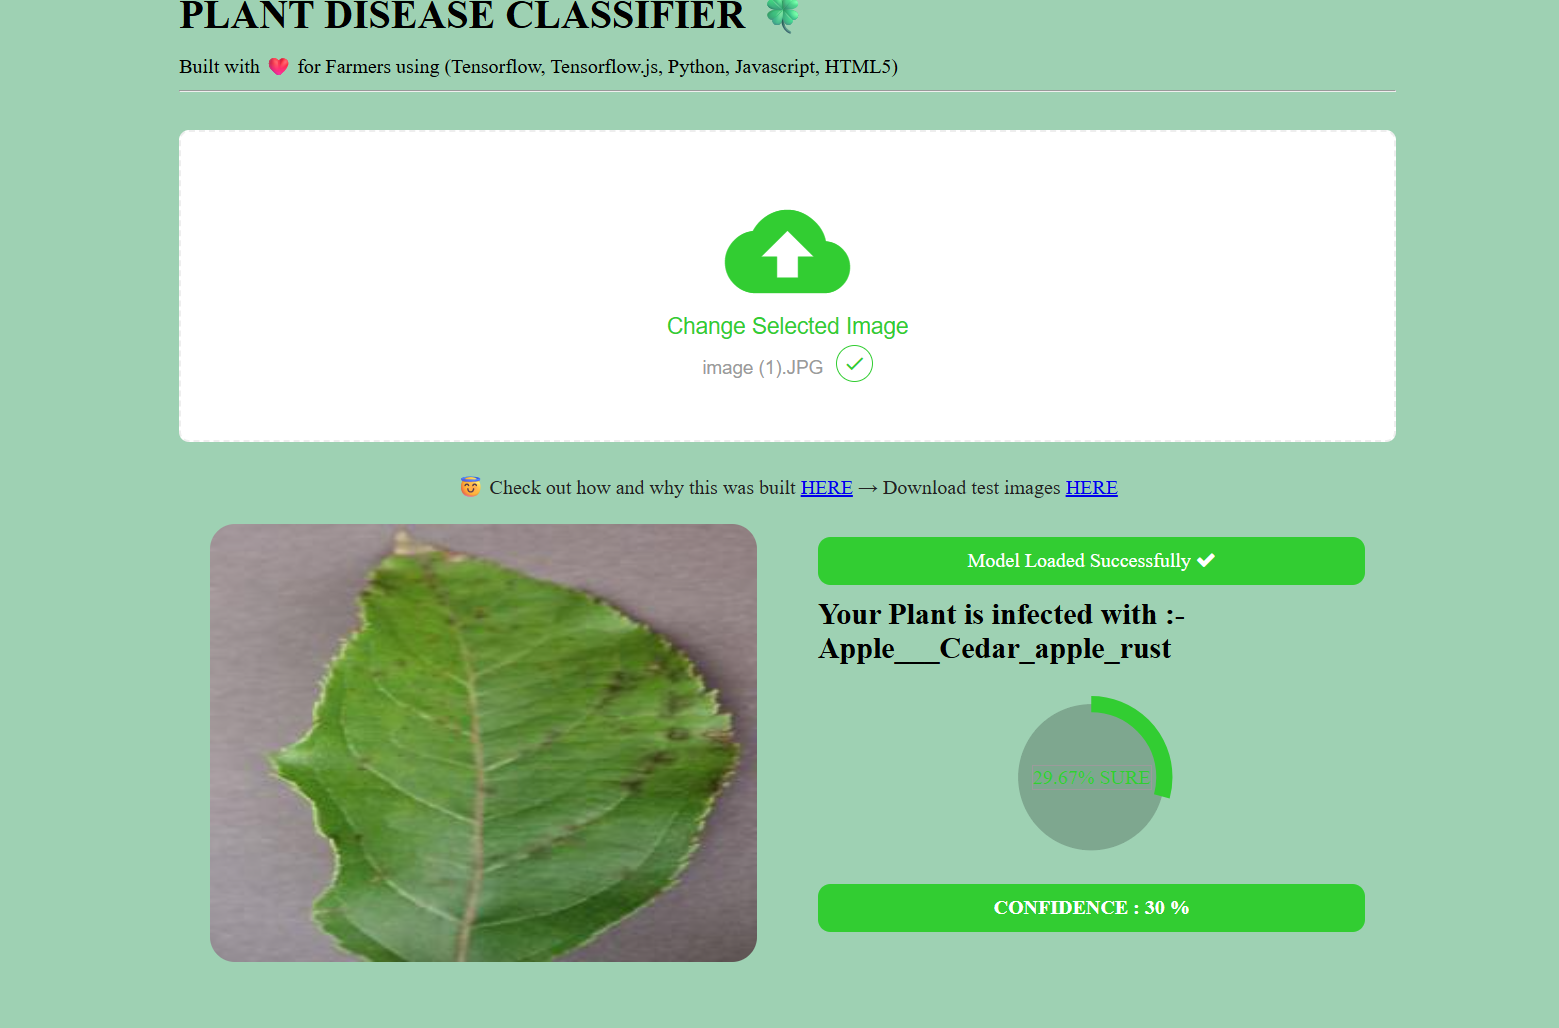 PLANT DISEASE CLASSIFIER 🍀
Built with 💗 for Farmers using (Tensorflow, Tensorflow.js, Python, Javascript, HTML5)
Change Selected Image
image (1).JPG
😇 Check out how and why this was built HERE → Download test images HERE
Model Loaded Successfully ✔
Your Plant is infected with :-
Apple___Cedar_apple_rust
29.67% SURE
CONFIDENCE : 30 %